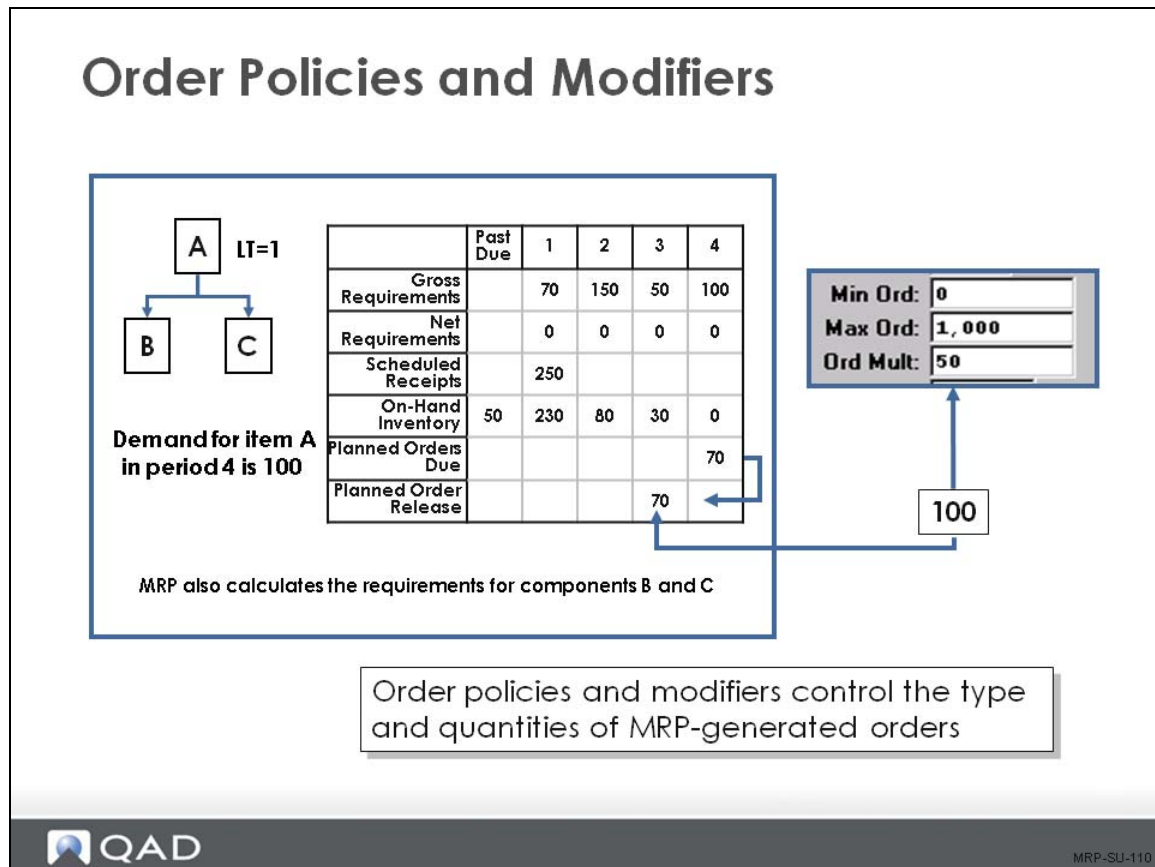 Order Policies and Modifiers
A LT=1
B C
Demand for item A
in period 4 is 100
Past Due 1 2 3 4
Gross Requirements 70 150 50 100
Net Requirements 0 0 0 0
Scheduled Receipts 250
On-Hand Inventory 50 230 80 30 0
Planned Orders Due 70
Planned Order Release 70
MRP also calculates the requirements for components B and C
Min Ord: 0
Max Ord: 1,000
Ord Mult: 50
100
Order policies and modifiers control the type
and quantities of MRP-generated orders
QAD
MRP-SU-110